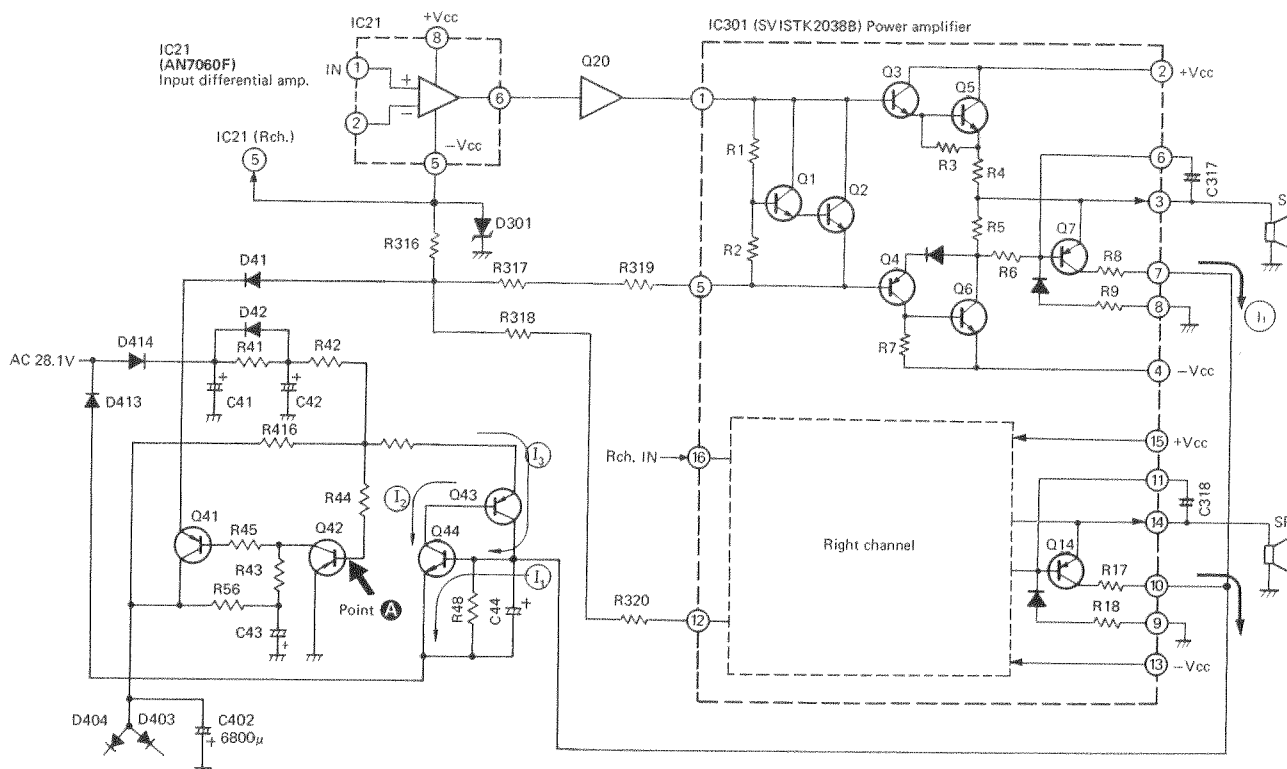 IC21
(AN7060F)
Input differential amp.
IC21
+Vcc
8
IN
1
+
−
2
6
−Vcc
5
IC21 (Rch.)
5
Q20
IC301 (SVISTK2038B) Power amplifier
1
Q3
Q5
2
+Vcc
R1
Q1
Q2
R2
R3
R4
6
C317
3
R5
Q7
R8
7
R6
R9
8
I1
Q4
Q6
R7
4
−Vcc
5
D301
R316
D41
R317
R319
R318
AC 28.1V
D414
D42
R41
R42
C41
C42
D413
R416
R44
I3
I2
Q43
Q44
I1
Q41
R45
Q42
R43
R56
C43
Point A
R48
C44
R320
12
D404
D403
C402
6800μ
Rch. IN
16
Right channel
15
+Vcc
11
C318
14
Q14
R17
10
R18
9
13
−Vcc